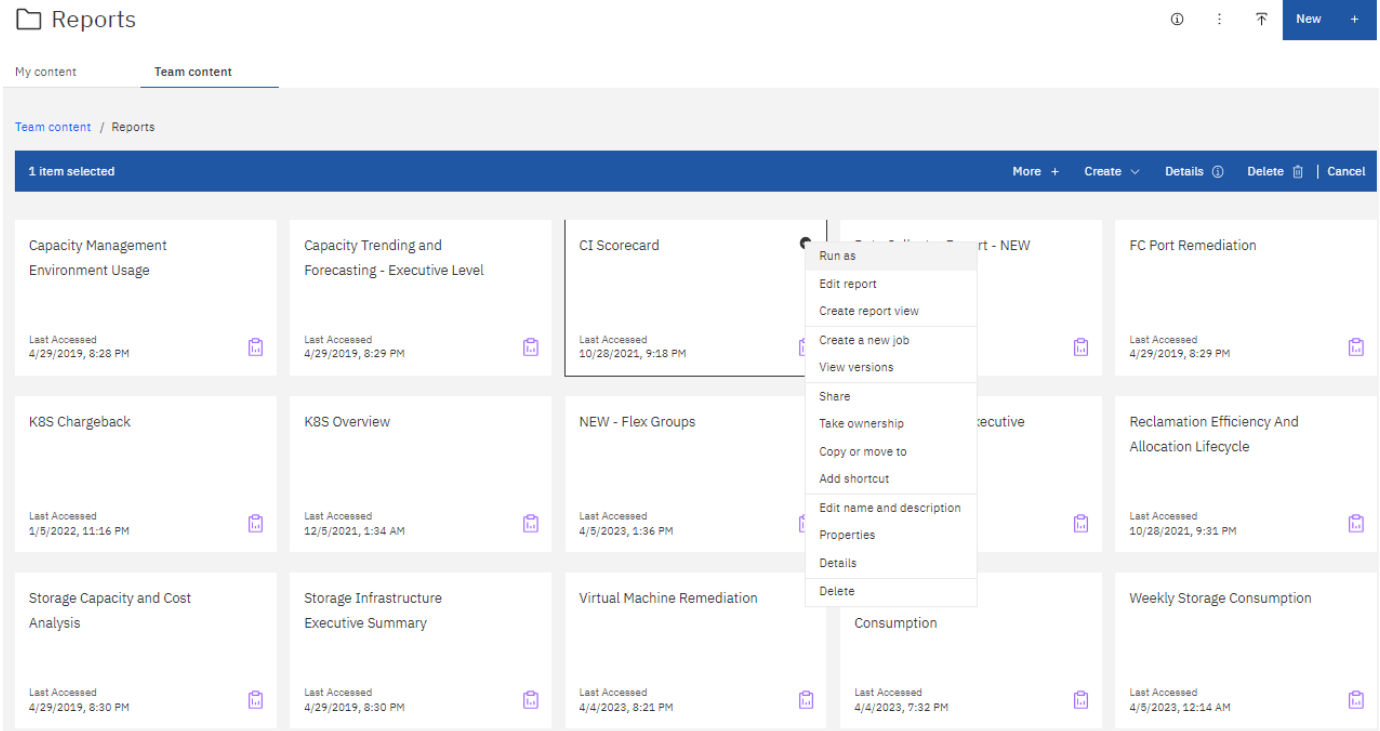 Reports
New +
My content
Team content
Team content / Reports
1 item selected
More +
Create
Details
Delete
Cancel
Capacity Management
Environment Usage
Last Accessed
4/29/2019, 8:28 PM
Capacity Trending and
Forecasting - Executive Level
Last Accessed
4/29/2019, 8:29 PM
CI Scorecard
Last Accessed
10/28/2021, 9:18 PM
- NEW
FC Port Remediation
Last Accessed
4/29/2019, 8:29 PM
Run as
Edit report
Create report view
Create a new job
View versions
Share
Take ownership
Copy or move to
Add shortcut
Edit name and description
Properties
Details
Delete
K8S Chargeback
Last Accessed
1/5/2022, 11:16 PM
K8S Overview
Last Accessed
12/5/2021, 1:34 AM
NEW - Flex Groups
Last Accessed
4/5/2023, 1:36 PM
Reclamation Efficiency And
Allocation Lifecycle
Last Accessed
10/28/2021, 9:31 PM
Storage Capacity and Cost
Analysis
Last Accessed
4/29/2019, 8:30 PM
Storage Infrastructure
Executive Summary
Last Accessed
4/29/2019, 8:30 PM
Virtual Machine Remediation
Last Accessed
4/4/2023, 8:21 PM
Consumption
Last Accessed
4/4/2023, 7:32 PM
Weekly Storage Consumption
Last Accessed
4/5/2023, 12:14 AM